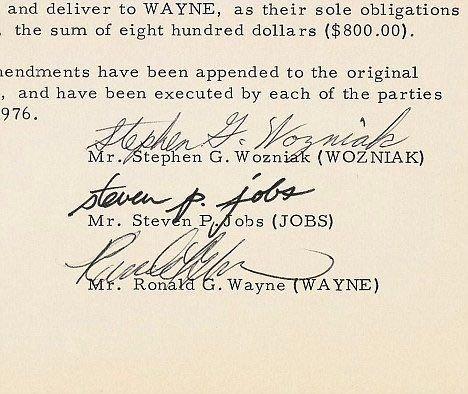 and deliver to WAYNE, as their sole obligations
, the sum of eight hundred dollars ($800.00).
mendments have been appended to the original
, and have been executed by each of the parties
976.
Stephen G. Wozniak
Mr. Stephen G. Wozniak (WOZNIAK)
steven p. jobs
Mr. Steven P. Jobs (JOBS)
Mr. Ronald G. Wayne (WAYNE)